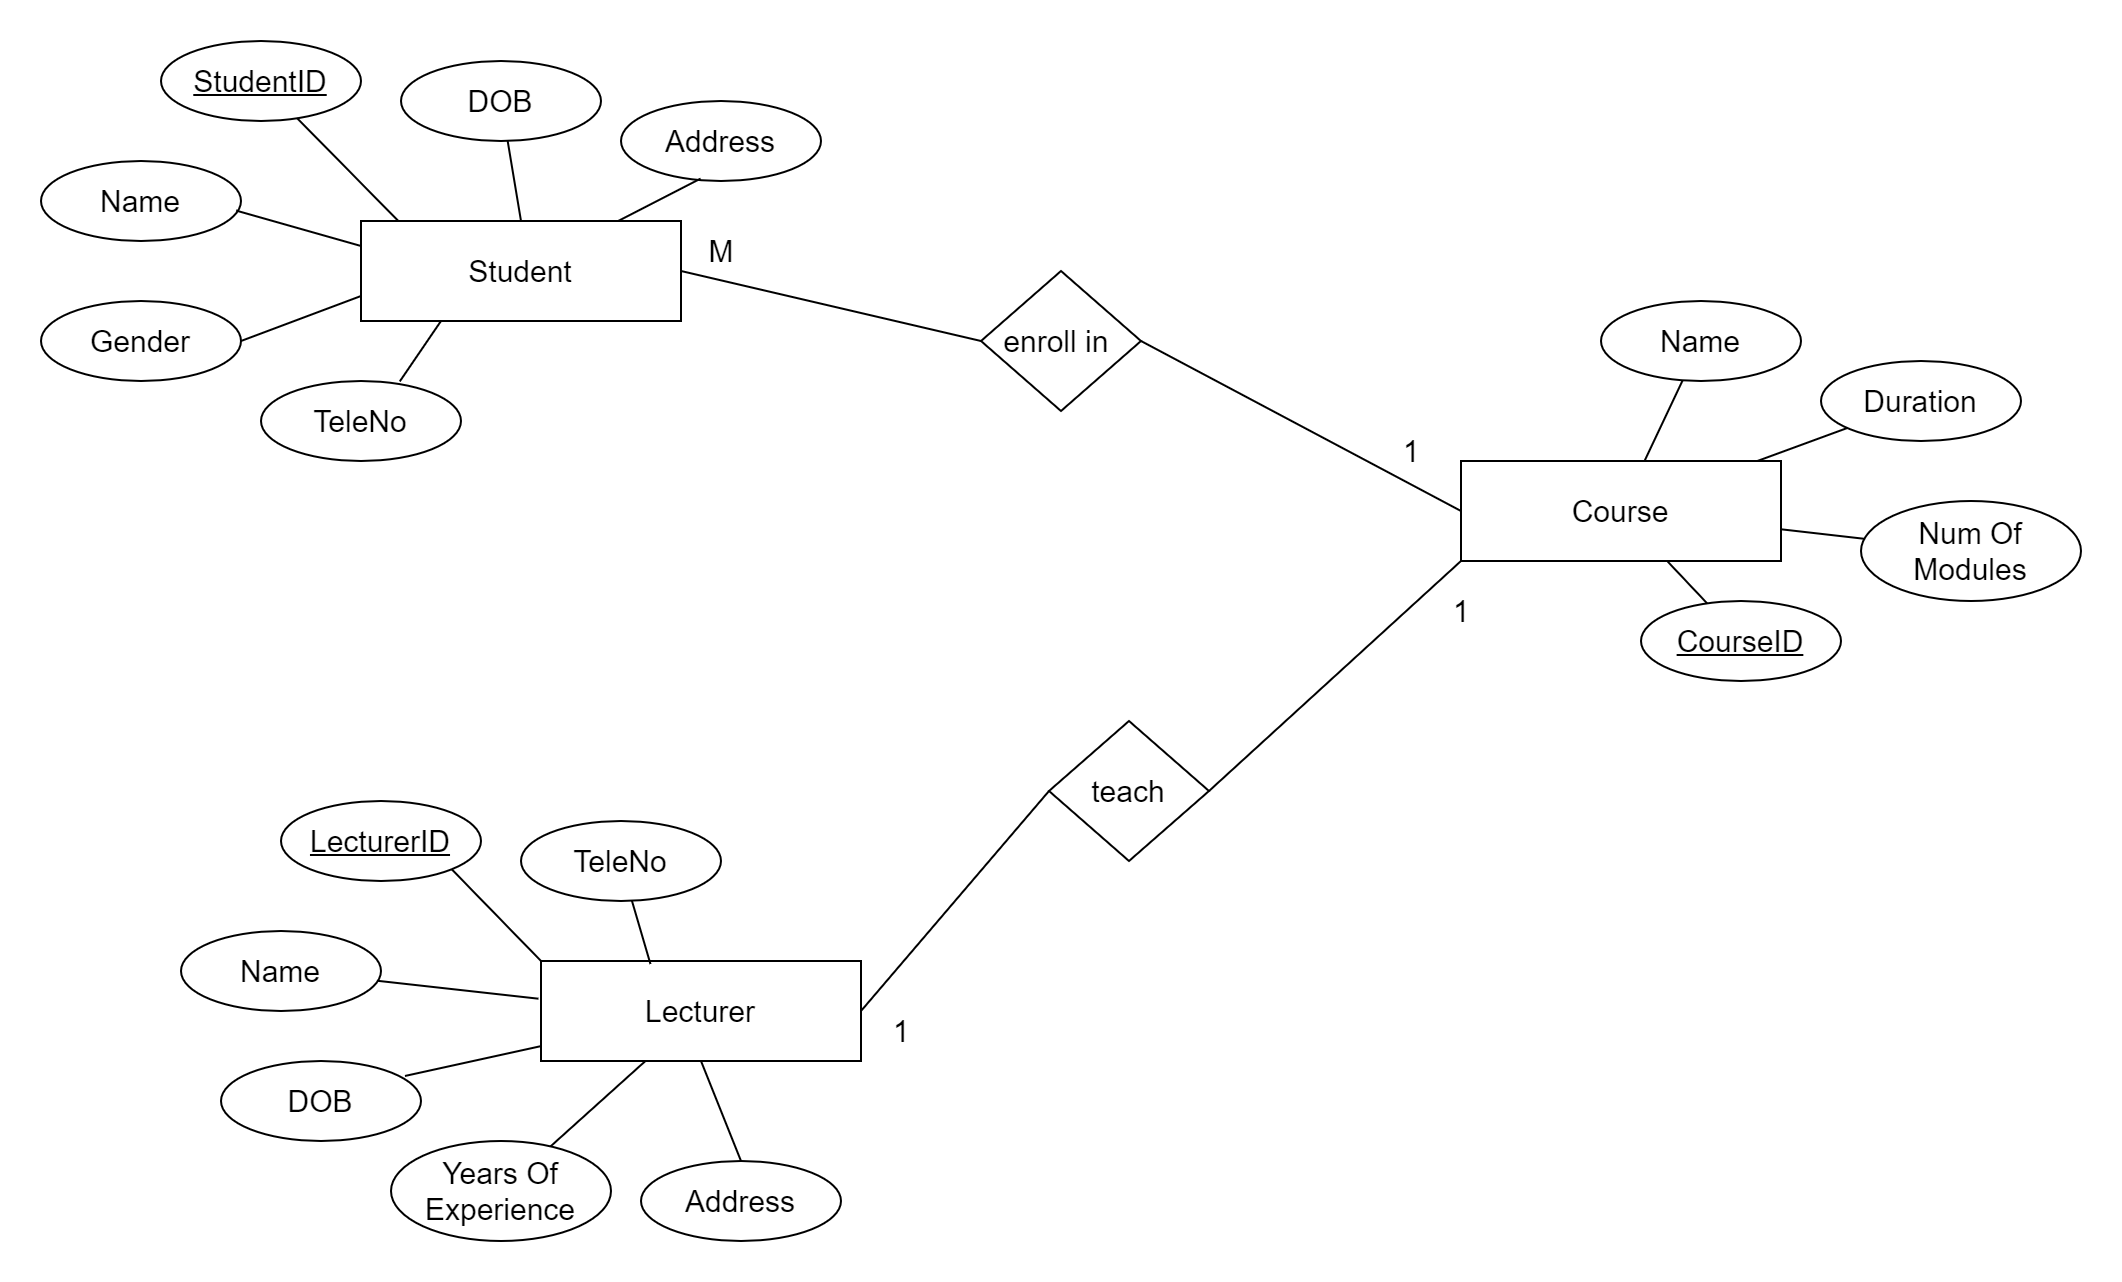 StudentID
DOB
Address
Name
Student
M
Gender
TeleNo
enroll in
1
Name
Duration
Course
Num Of
Modules
1
CourseID
teach
LecturerID
TeleNo
Name
Lecturer
1
DOB
Years Of
Experience
Address